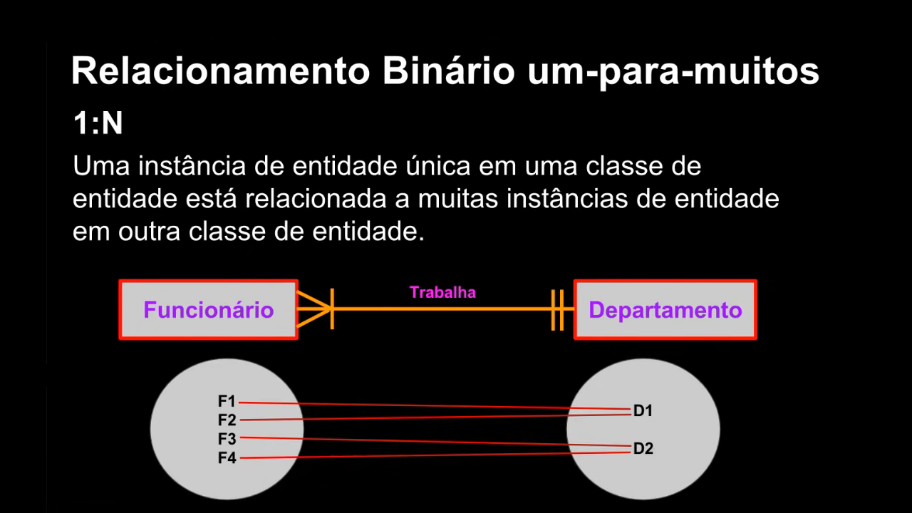 Relacionamento Binário um-para-muitos
1:N
Uma instância de entidade única em uma classe de
entidade está relacionada a muitas instâncias de entidade
em outra classe de entidade.
Trabalha
Funcionário
Departamento
F1
F2
F3
F4
D1
D2